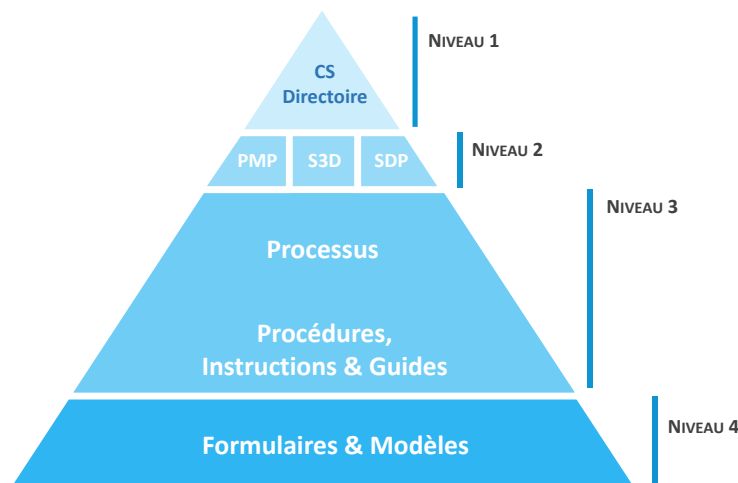 CS
Directoire
NIVEAU 1
PMP
S3D
SDP
NIVEAU 2
Processus
NIVEAU 3
Procédures,
Instructions & Guides
Formulaires & Modèles
NIVEAU 4